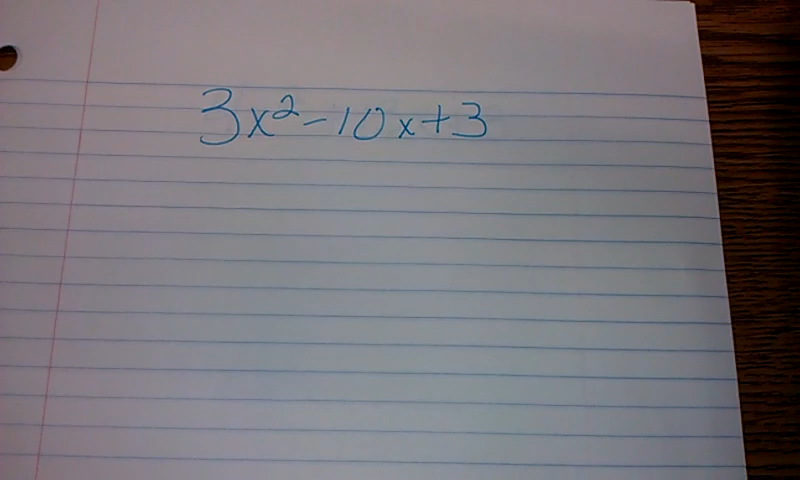 3x² - 10x + 3